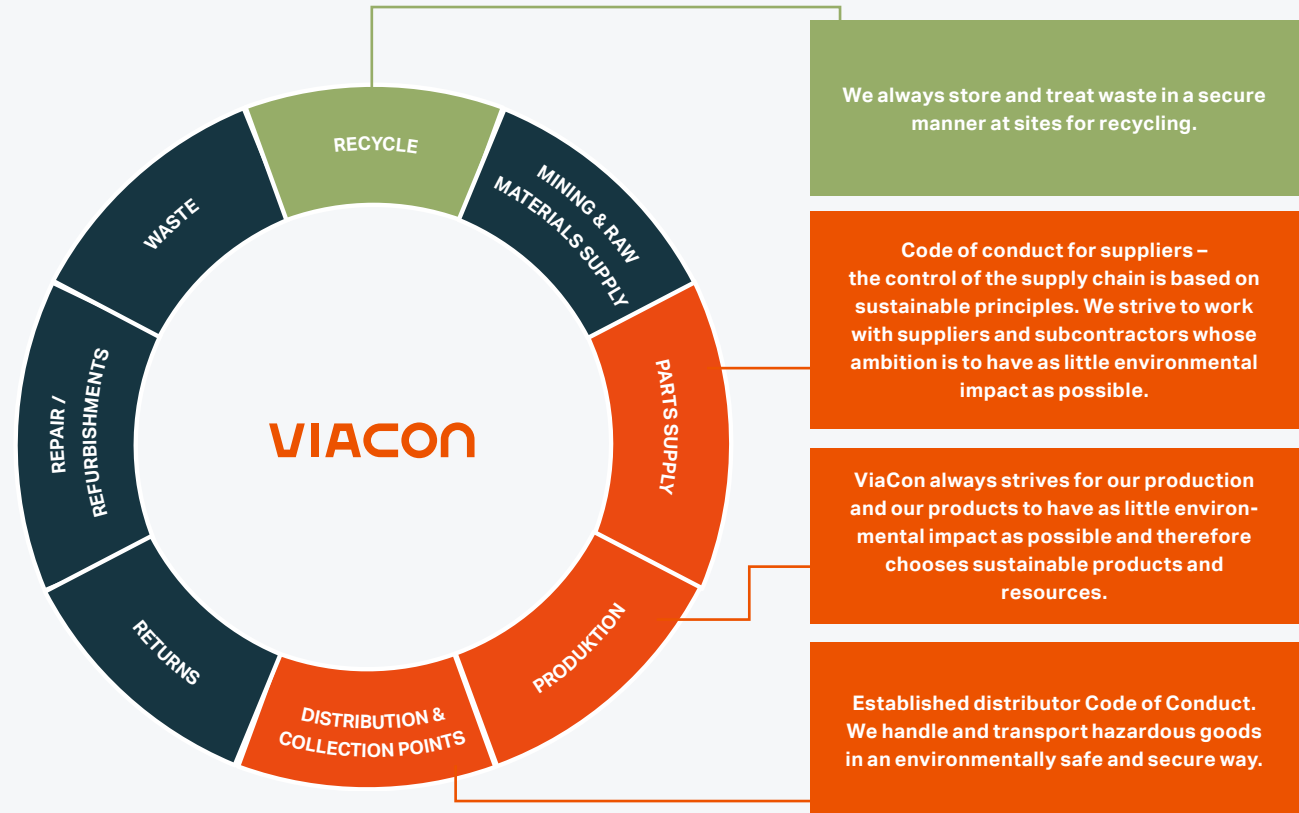 RECYCLE
MINING & RAW
MATERIALS SUPPLY
PARTS SUPPLY
PRODUKTION
DISTRIBUTION &
COLLECTION POINTS
RETURNS
REPAIR /
REFURBISHMENTS
WASTE
VIACON
We always store and treat waste in a secure
manner at sites for recycling.
Code of conduct for suppliers –
the control of the supply chain is based on
sustainable principles. We strive to work
with suppliers and subcontractors whose
ambition is to have as little environmental
impact as possible.
ViaCon always strives for our production
and our products to have as little environ-
mental impact as possible and therefore
chooses sustainable products and
resources.
Established distributor Code of Conduct.
We handle and transport hazardous goods
in an environmentally safe and secure way.